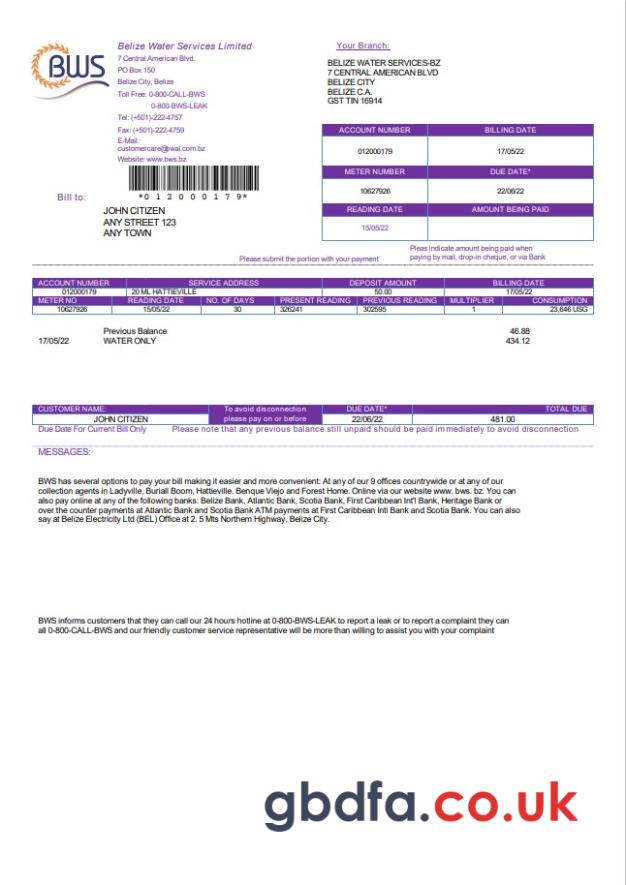 BWS
Belize Water Services Limited
7 Central American Blvd.
PO Box 150
Belize City, Belize
Toll Free: 0-800-CALL-BWS
0-800-BWS-LEAK
Tel: (+501)-222-4757
Fax: (+501)-222-4759
E-Mail:
customercare@wal.com.bz
Website: www.bws.bz
*012000179*
Bill to:
JOHN CITIZEN
ANY STREET 123
ANY TOWN
Your Branch:
BELIZE WATER SERVICES-BZ
7 CENTRAL AMERICAN BLVD
BELIZE CITY
BELIZE C.A.
GST TIN 16914
ACCOUNT NUMBER BILLING DATE
012000179 17/05/22
METER NUMBER DUE DATE*
10627926 22/06/22
READING DATE AMOUNT BEING PAID
15/05/22
Pleas indicate amount being paid when
paying by mail, drop-in cheque, or via Bank
Please submit the portion with your payment
ACCOUNT NUMBER SERVICE ADDRESS DEPOSIT AMOUNT BILLING DATE
012000179 20 ML HATTIEVILLE 50.00 17/05/22
METER NO READING DATE NO. OF DAYS PRESENT READING PREVIOUS READING MULTIPLIER CONSUMPTION
10627926 15/05/22 30 326241 302595 1 23,646 USG
Previous Balance 46.88
17/05/22 WATER ONLY 434.12
CUSTOMER NAME: To avoid disconnection DUE DATE* TOTAL DUE
JOHN CITIZEN please pay on or before 22/06/22 481.00
Due Date For Current Bill Only Please note that any previous balance still unpaid should be paid immediately to avoid disconnection
MESSAGES:
BWS has several options to pay your bill making it easier and more convenient: At any of our 9 offices countrywide or at any of our
collection agents in Ladyville, Buriall Boom, Hattieville. Benque Viejo and Forest Home. Online via our website www. bws. bz. You can
also pay online at any of the following banks: Belize Bank, Atlantic Bank, Scotia Bank, First Caribbean Int'l Bank, Heritage Bank or
over the counter payments at Atlantic Bank and Scotia Bank ATM payments at First Caribbean Intl Bank and Scotia Bank. You can also
say at Belize Electricity Ltd (BEL) Office at 2. 5 Mts Northern Highway, Belize City.
BWS informs customers that they can call our 24 hours hotline at 0-800-BWS-LEAK to report a leak or to report a complaint they can
all 0-800-CALL-BWS and our friendly customer service representative will be more than willing to assist you with your complaint
gbdfa.co.uk